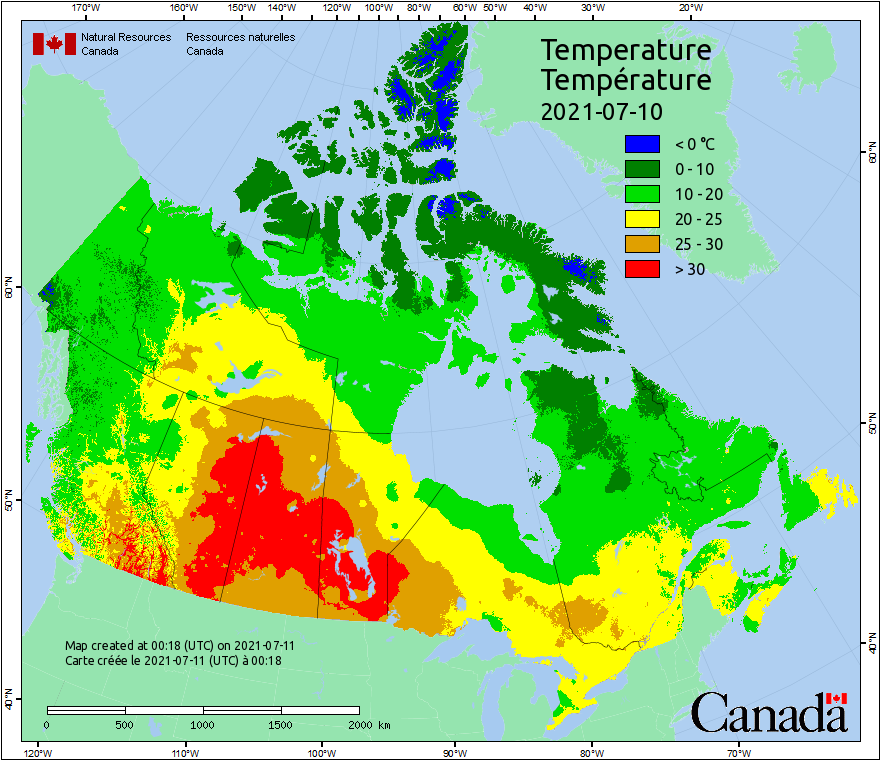 170°W 160°W 150°W 140°W 120°W 100°W 80°W 60°W 50°W 40°W 30°W 20°W
Natural Resources Ressources naturelles
Canada Canada
Temperature
Température
2021-07-10
< 0 °C
0 - 10
10 - 20
20 - 25
25 - 30
> 30
60°N
60°N
50°N
50°N
40°N
40°N
Map created at 00:18 (UTC) on 2021-07-11
Carte créée le 2021-07-11 (UTC) à 00:18
0 500 1000 1500 2000 km
Canada
120°W 110°W 100°W 90°W 80°W 70°W